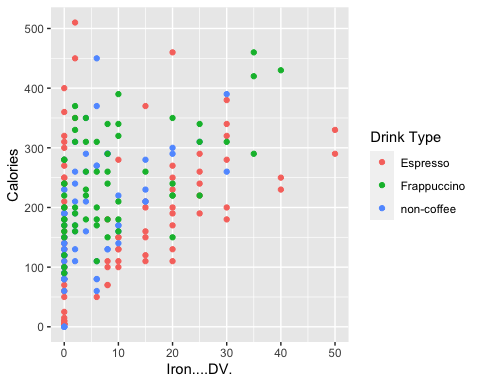 500
400
300
200
100
0
Calories
0
10
20
30
40
50
Iron....DV.
Drink Type
Espresso
Frappuccino
non-coffee